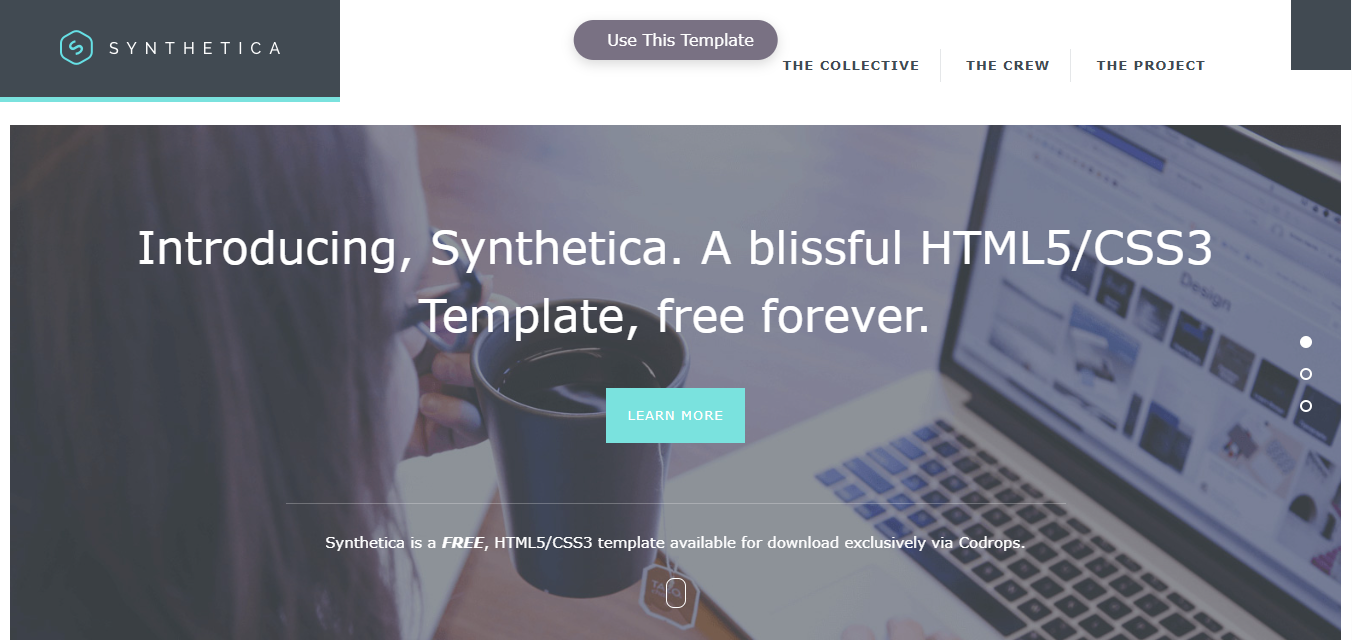 SYNTHETICA
Use This Template
THE COLLECTIVE
THE CREW
THE PROJECT
Introducing, Synthetica. A blissful HTML5/CSS3
Template, free forever.
Design
LEARN MORE
Synthetica is a FREE, HTML5/CSS3 template available for download exclusively via Codrops.